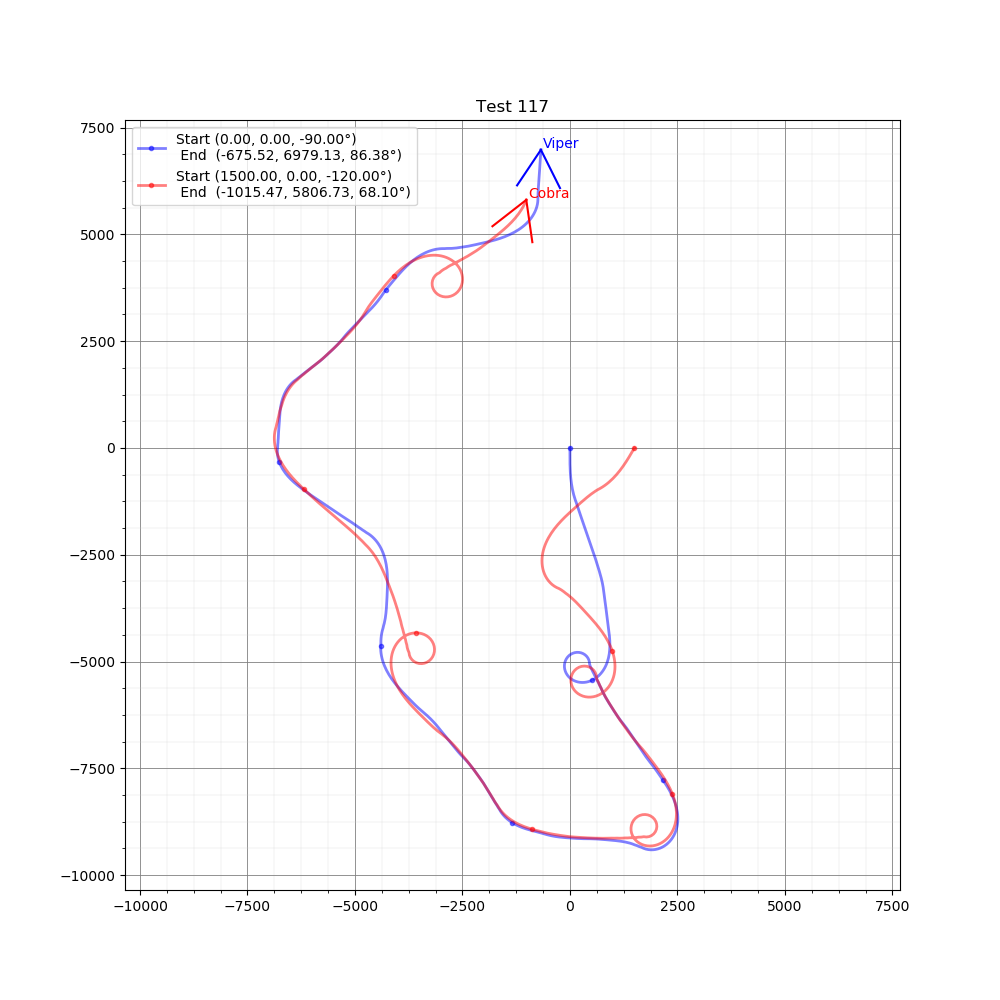 Test 117
Start (0.00, 0.00, -90.00°)
End  (-675.52, 6979.13, 86.38°)
Start (1500.00, 0.00, -120.00°)
End  (-1015.47, 5806.73, 68.10°)
Viper
Cobra
7500
5000
2500
0
−2500
−5000
−7500
−10000
−10000 −7500 −5000 −2500 0 2500 5000 7500